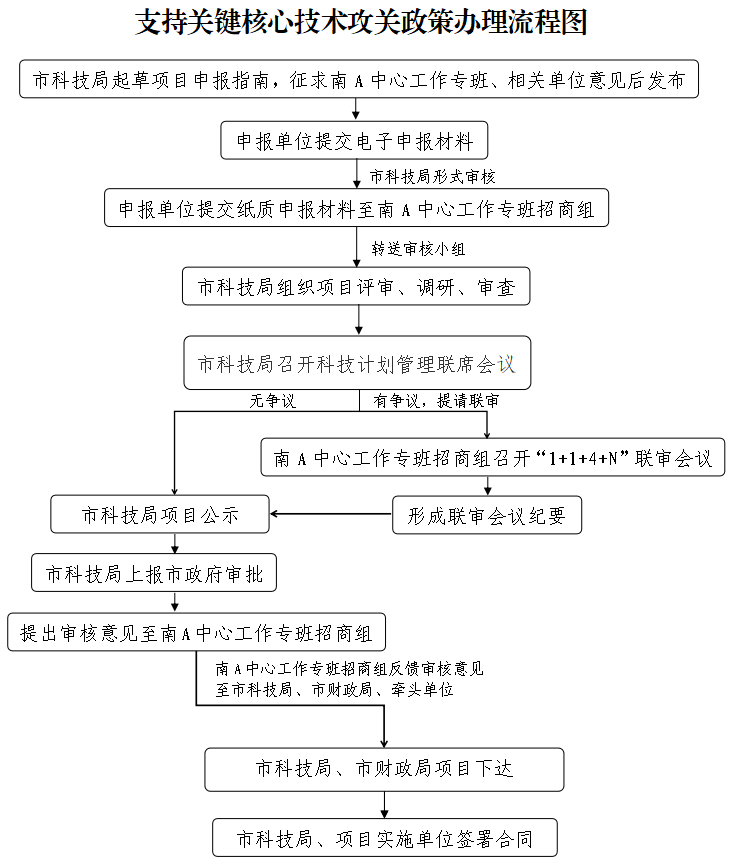 支持关键核心技术攻关政策办理流程图
市科技局起草项目申报指南，征求南A中心工作专班、相关单位意见后发布
申报单位提交电子申报材料
市科技局形式审核
申报单位提交纸质申报材料至南A中心工作专班招商组
转送审核小组
市科技局组织项目评审、调研、审查
市科技局召开科技计划管理联席会议
无争议
有争议，提请联审
南A中心工作专班招商组召开“1+1+4+N”联审会议
市科技局项目公示
形成联审会议纪要
市科技局上报市政府审批
提出审核意见至南A中心工作专班招商组
南A中心工作专班招商组反馈审核意见
至市科技局、市财政局、牵头单位
市科技局、市财政局项目下达
市科技局、项目实施单位签署合同